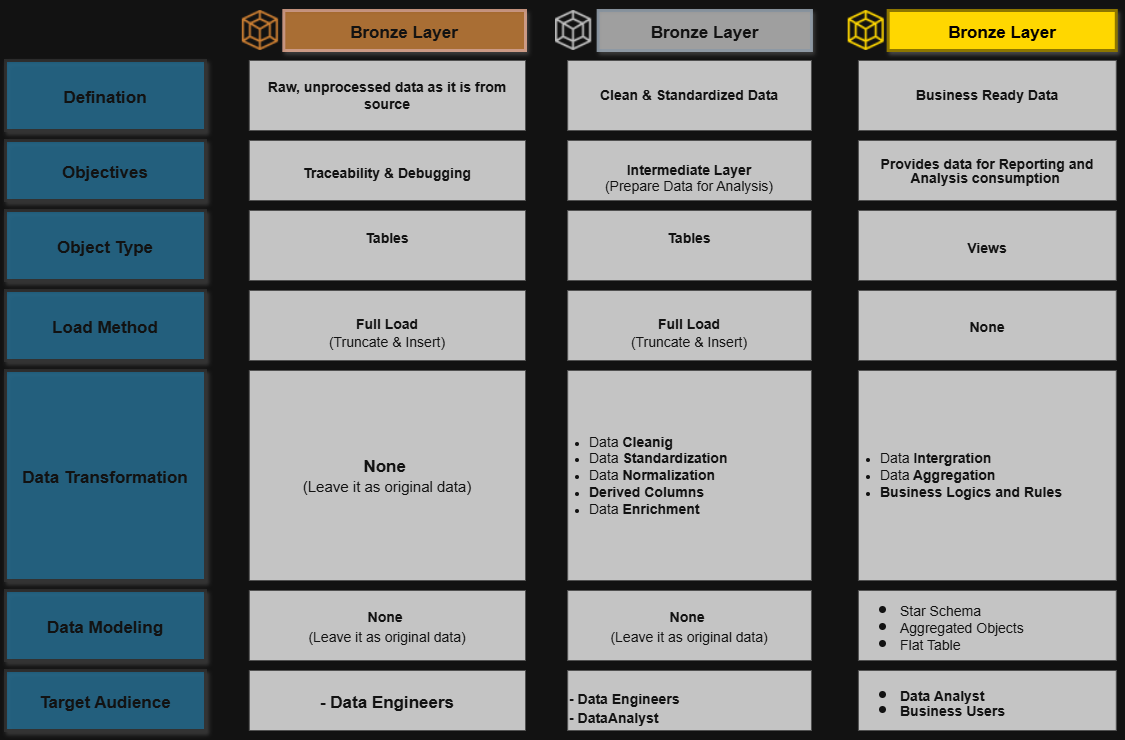 Bronze Layer
Bronze Layer
Bronze Layer
Defination
Raw, unprocessed data as it is from
source
Clean & Standardized Data
Business Ready Data
Objectives
Traceability & Debugging
Intermediate Layer
(Prepare Data for Analysis)
Provides data for Reporting and
Analysis consumption
Object Type
Tables
Tables
Views
Load Method
Full Load
(Truncate & Insert)
Full Load
(Truncate & Insert)
None
Data Transformation
None
(Leave it as original data)
• Data Cleanig
• Data Standardization
• Data Normalization
• Derived Columns
• Data Enrichment
• Data Intergration
• Data Aggregation
• Business Logics and Rules
Data Modeling
None
(Leave it as original data)
None
(Leave it as original data)
• Star Schema
• Aggregated Objects
• Flat Table
Target Audience
- Data Engineers
- Data Engineers
- DataAnalyst
• Data Analyst
• Business Users